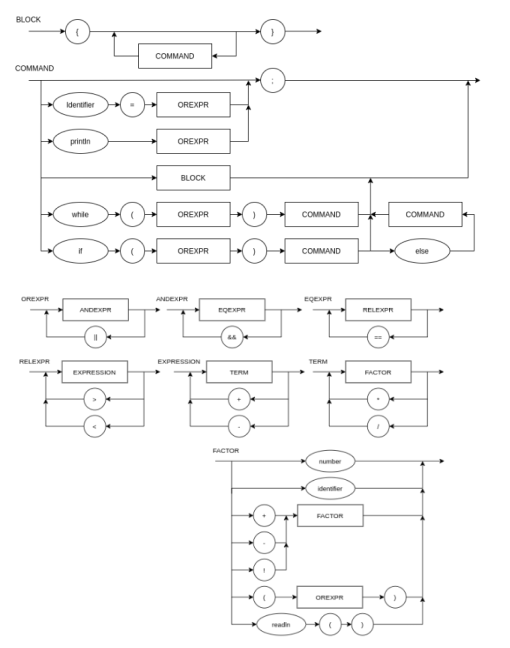 BLOCK
{ }
COMMAND
COMMAND
;
Identifier = OREXPR
println OREXPR
BLOCK
while ( OREXPR ) COMMAND COMMAND
if ( OREXPR ) COMMAND else
OREXPR ANDEXPR EQEXPR
ANDEXPR EQEXPR RELEXPR
|| && ==
RELEXPR EXPRESSION TERM
EXPRESSION TERM FACTOR
> + *
< - /
FACTOR
number
identifier
+ FACTOR
-
!
( OREXPR )
readln ( )